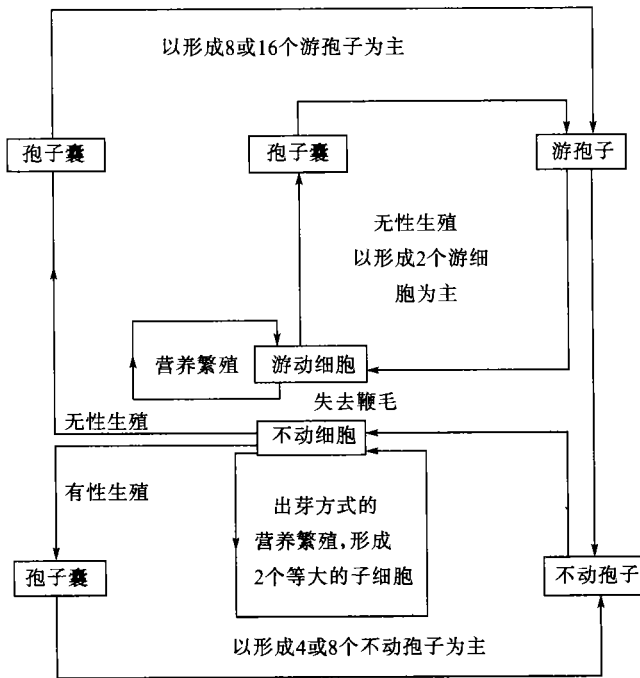 以形成8或16个游孢子为主
孢子囊
孢子囊
游孢子
无性生殖
以形成2个游细
胞为主
营养繁殖
游动细胞
失去鞭毛
无性生殖
不动细胞
有性生殖
出芽方式的
营养繁殖,形成
2个等大的子细胞
孢子囊
不动孢子
以形成4或8个不动孢子为主